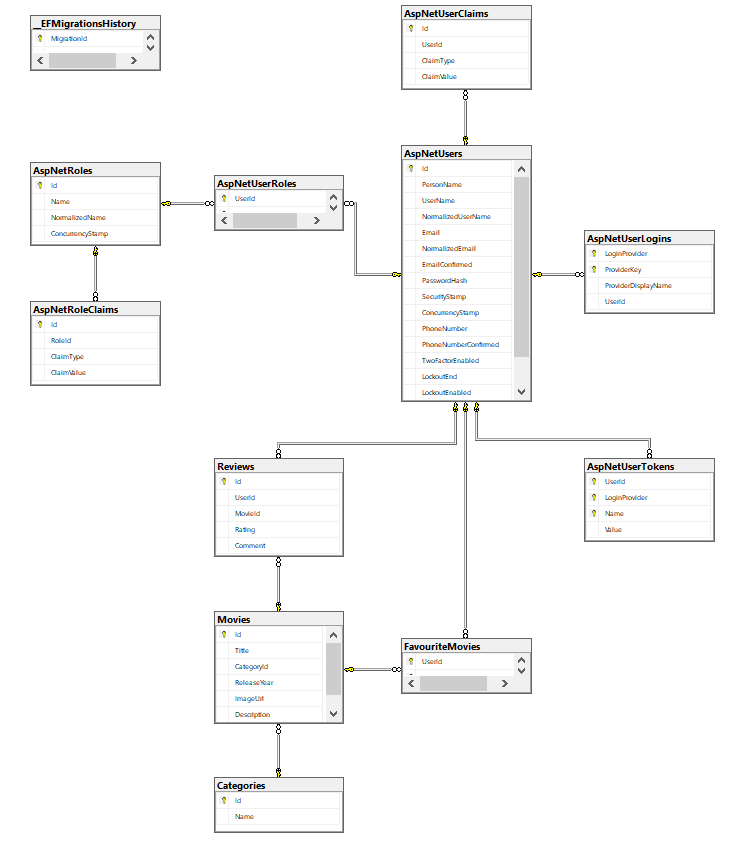 __EFMigrationsHistory
MigrationId
AspNetUserClaims
Id
UserId
ClaimType
ClaimValue
AspNetRoles
Id
Name
NormalizedName
ConcurrencyStamp
AspNetUserRoles
UserId
AspNetUsers
Id
PersonName
UserName
NormalizedUserName
Email
NormalizedEmail
EmailConfirmed
PasswordHash
SecurityStamp
ConcurrencyStamp
PhoneNumber
PhoneNumberConfirmed
TwoFactorEnabled
LockoutEnd
LockoutEnabled
AspNetUserLogins
LoginProvider
ProviderKey
ProviderDisplayName
UserId
AspNetRoleClaims
Id
RoleId
ClaimType
ClaimValue
Reviews
Id
UserId
MovieId
Rating
Comment
AspNetUserTokens
UserId
LoginProvider
Name
Value
Movies
Id
Title
CategoryId
ReleaseYear
ImageUrl
Description
FavouriteMovies
UserId
Categories
Id
Name